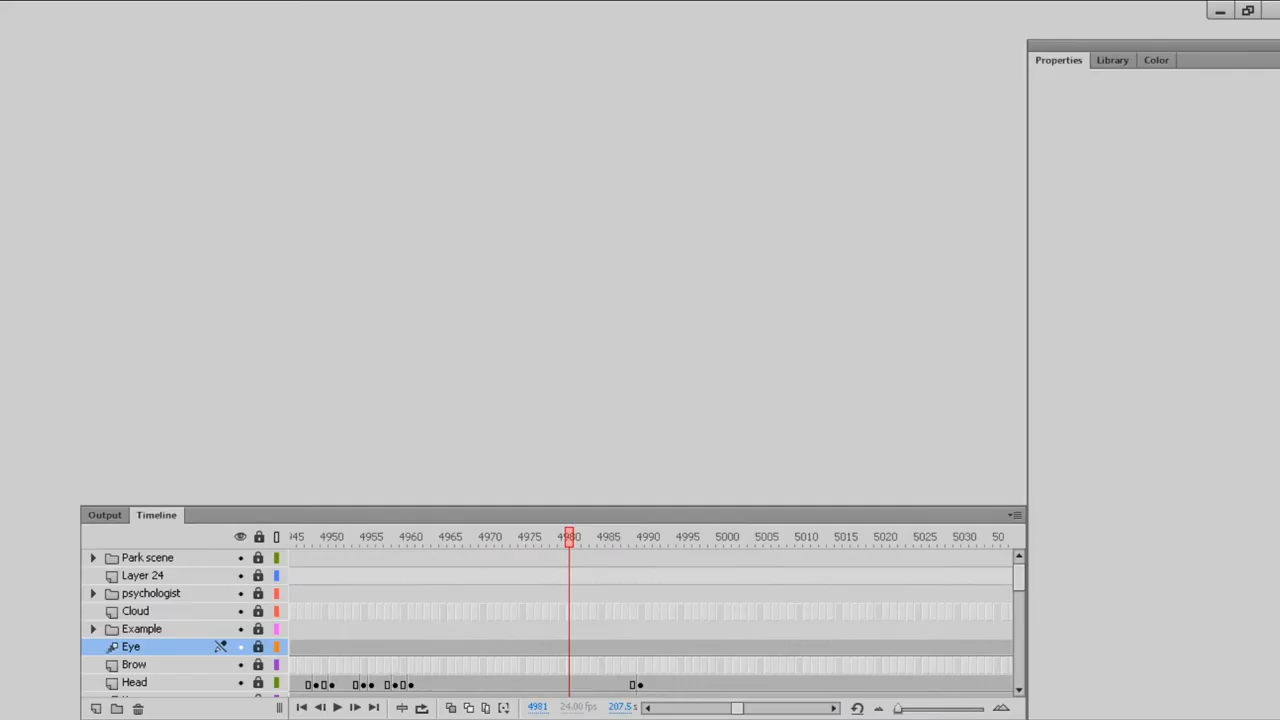 Properties Library Color
Output Timeline
4950 4955 4960 4965 4970 4975 4980 4985 4990 4995 5000 5005 5010 5015 5020 5025 5030 50
Park scene
Layer 24
psychologist
Cloud
Example
Eye
Brow
Head
4981 24.00 fps 207.5 s